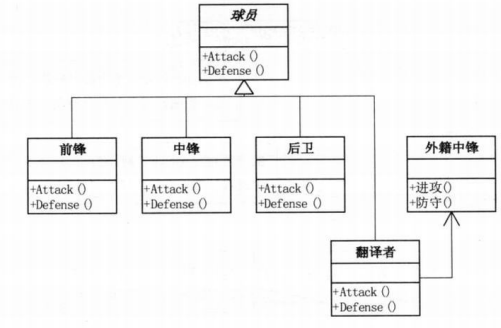 球员
+Attack()
+Defense()
前锋
+Attack()
+Defense()
中锋
+Attack()
+Defense()
后卫
+Attack()
+Defense()
外籍中锋
+进攻()
+防守()
翻译者
+Attack()
+Defense()